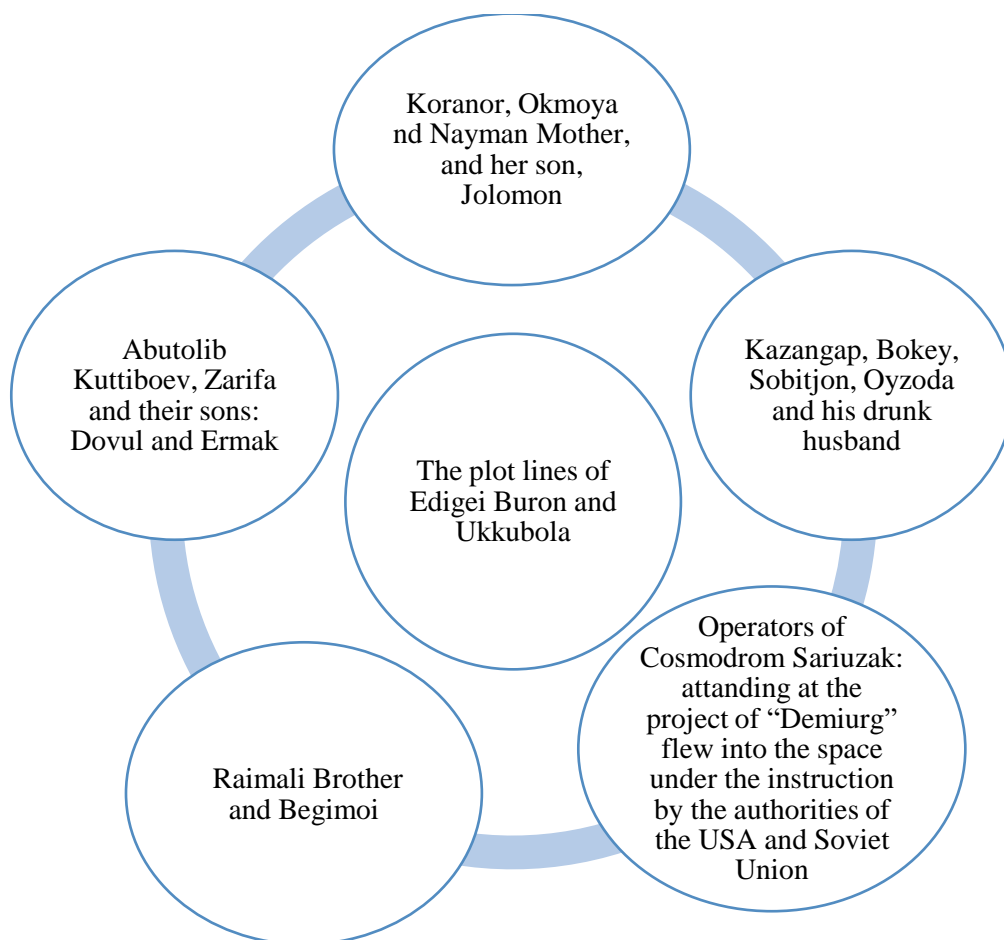 Koranor, Okmoya
nd Nayman Mother,
and her son,
Jolomon
Kazangap, Bokey,
Sobitjon, Oyzoda
and his drunk
husband
Operators of
Cosmodrom Sariuzak:
attanding at the
project of “Demiurg”
flew into the space
under the instruction
by the authorities of
the USA and Soviet
Union
Raimali Brother
and Begimoi
Abutolib
Kuttiboev, Zarifa
and their sons:
Dovul and Ermak
The plot lines of
Edigei Buron and
Ukkubola